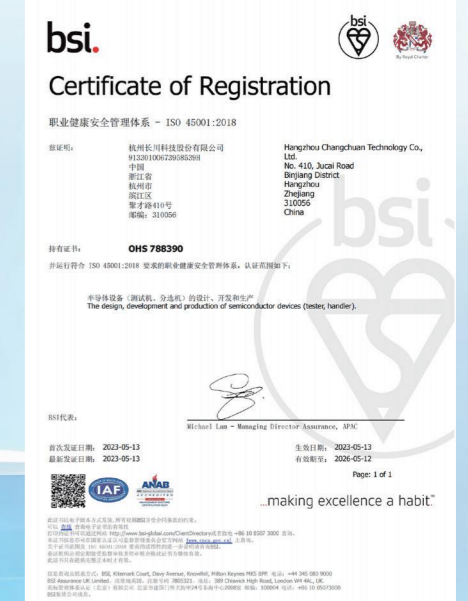 bsi.
bsi
By Royal Charter
Certificate of Registration
职业健康安全管理体系 - ISO 45001:2018
兹证明:
杭州长川科技股份有限公司
91330100673958539H
中国
浙江省
杭州市
滨江区
聚才路410号
邮编: 310056
Hangzhou Changchuan Technology Co.,
Ltd.
No. 410, Jucai Road
Binjiang District
Hangzhou
Zhejiang
310056
China
持有证书:
OHS 788390
并运行符合 ISO 45001:2018 要求的职业健康安全管理体系, 认证范围如下:
半导体设备 (测试机、分选机) 的设计、开发和生产
The design, development and production of semiconductor devices (tester, handler).
BSI代表:
Michael Lam - Managing Director Assurance, APAC
首次发证日期: 2023-05-13
生效日期: 2023-05-13
最新发证日期: 2023-05-13
有效期至: 2026-05-12
Page: 1 of 1
IAF
ANAB
ACCREDITED
...making excellence a habit."